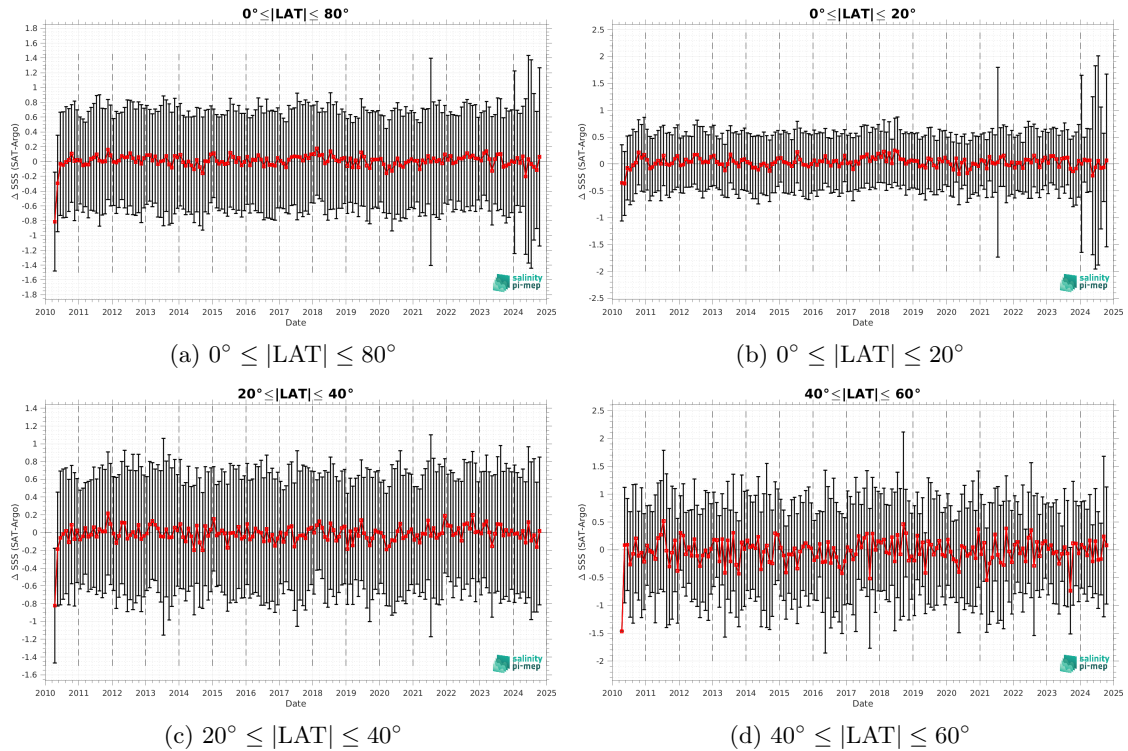 0°≤|LAT|≤ 80°
Δ SSS (SAT-Argo)
1.8
1.6
1.4
1.2
1
0.8
0.6
0.4
0.2
0
-0.2
-0.4
-0.6
-0.8
-1
-1.2
-1.4
-1.6
-1.8
2010 2011 2012 2013 2014 2015 2016 2017 2018 2019 2020 2021 2022 2023 2024 2025
Date
salinity
pi-mep
(a) 0° ≤ |LAT| ≤ 80°
0°≤|LAT|≤ 20°
Δ SSS (SAT-Argo)
2.5
2
1.5
1
0.5
0
-0.5
-1
-1.5
-2
-2.5
2010 2011 2012 2013 2014 2015 2016 2017 2018 2019 2020 2021 2022 2023 2024 2025
Date
salinity
pi-mep
(b) 0° ≤ |LAT| ≤ 20°
20°≤|LAT|≤ 40°
Δ SSS (SAT-Argo)
1.4
1.2
1
0.8
0.6
0.4
0.2
0
-0.2
-0.4
-0.6
-0.8
-1
-1.2
-1.4
-1.6
2010 2011 2012 2013 2014 2015 2016 2017 2018 2019 2020 2021 2022 2023 2024 2025
Date
salinity
pi-mep
(c) 20° ≤ |LAT| ≤ 40°
40°≤|LAT|≤ 60°
Δ SSS (SAT-Argo)
2.5
2
1.5
1
0.5
0
-0.5
-1
-1.5
-2
2010 2011 2012 2013 2014 2015 2016 2017 2018 2019 2020 2021 2022 2023 2024 2025
Date
salinity
pi-mep
(d) 40° ≤ |LAT| ≤ 60°